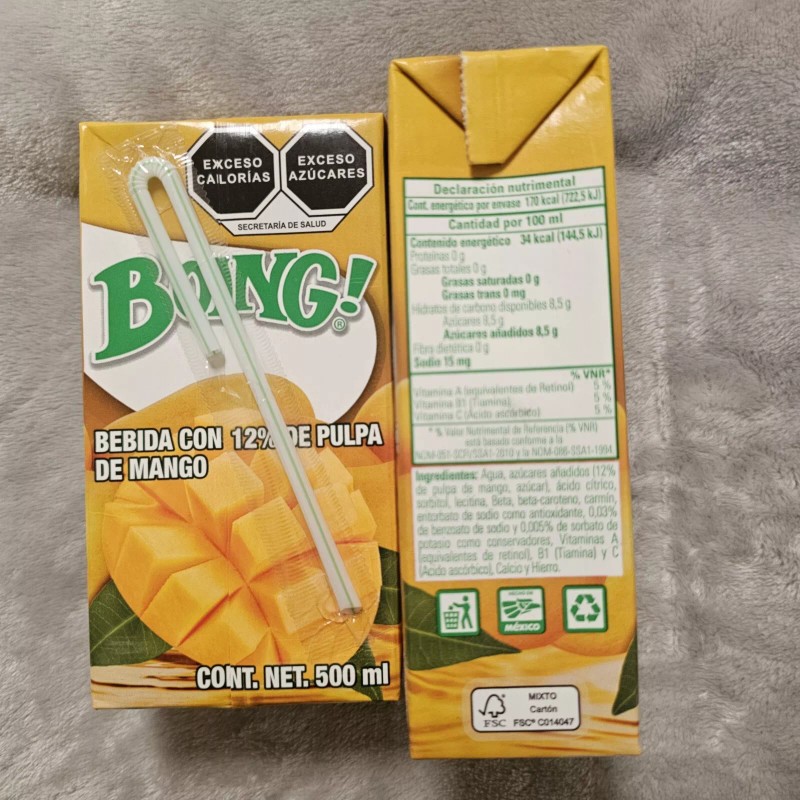 EXCESO
CALORÍAS
EXCESO
AZÚCARES
SECRETARÍA DE SALUD
BOING!
®
BEBIDA CON 12% DE PULPA
DE MANGO
CONT. NET. 500 ml
Declaración nutrimental
Cont. energético por envase 170 kcal (722,5 kJ)
Cantidad por 100 ml
Contenido energético 34 kcal (144,5 kJ)
Proteínas 0 g
Grasas totales 0 g
Grasas saturadas 0 g
Grasas trans 0 mg
Hidratos de carbono disponibles 8,5 g
Azúcares 8,5 g
Azúcares añadidos 8,5 g
Fibra dietética 0 g
Sodio 15 mg
% VNR*
Vitamina A (equivalentes de Retinol) 5 %
Vitamina B1 (Tiamina) 5 %
Vitamina C (Ácido ascórbico) 5 %
* % Valor Nutrimental de Referencia (% VNR)
está basado conforme a la
NOM-051-SCFI/SSA1-2010 y la NOM-086-SSA1-1994
Ingredientes: Agua, azúcares añadidos (12%
de pulpa de mango, azúcar), ácido cítrico,
sorbitol, lecitina, Beta, beta-caroteno, carmín,
eritorbato de sodio como antioxidante, 0,03%
de benzoato de sodio y 0,005% de sorbato de
potasio como conservadores, Vitaminas A
(equivalentes de retinol), B1 (Tiamina) y C
(Ácido ascórbico), Calcio y Hierro.
HECHO EN
MÉXICO
FSC
MIXTO
Cartón
FSC® C014047